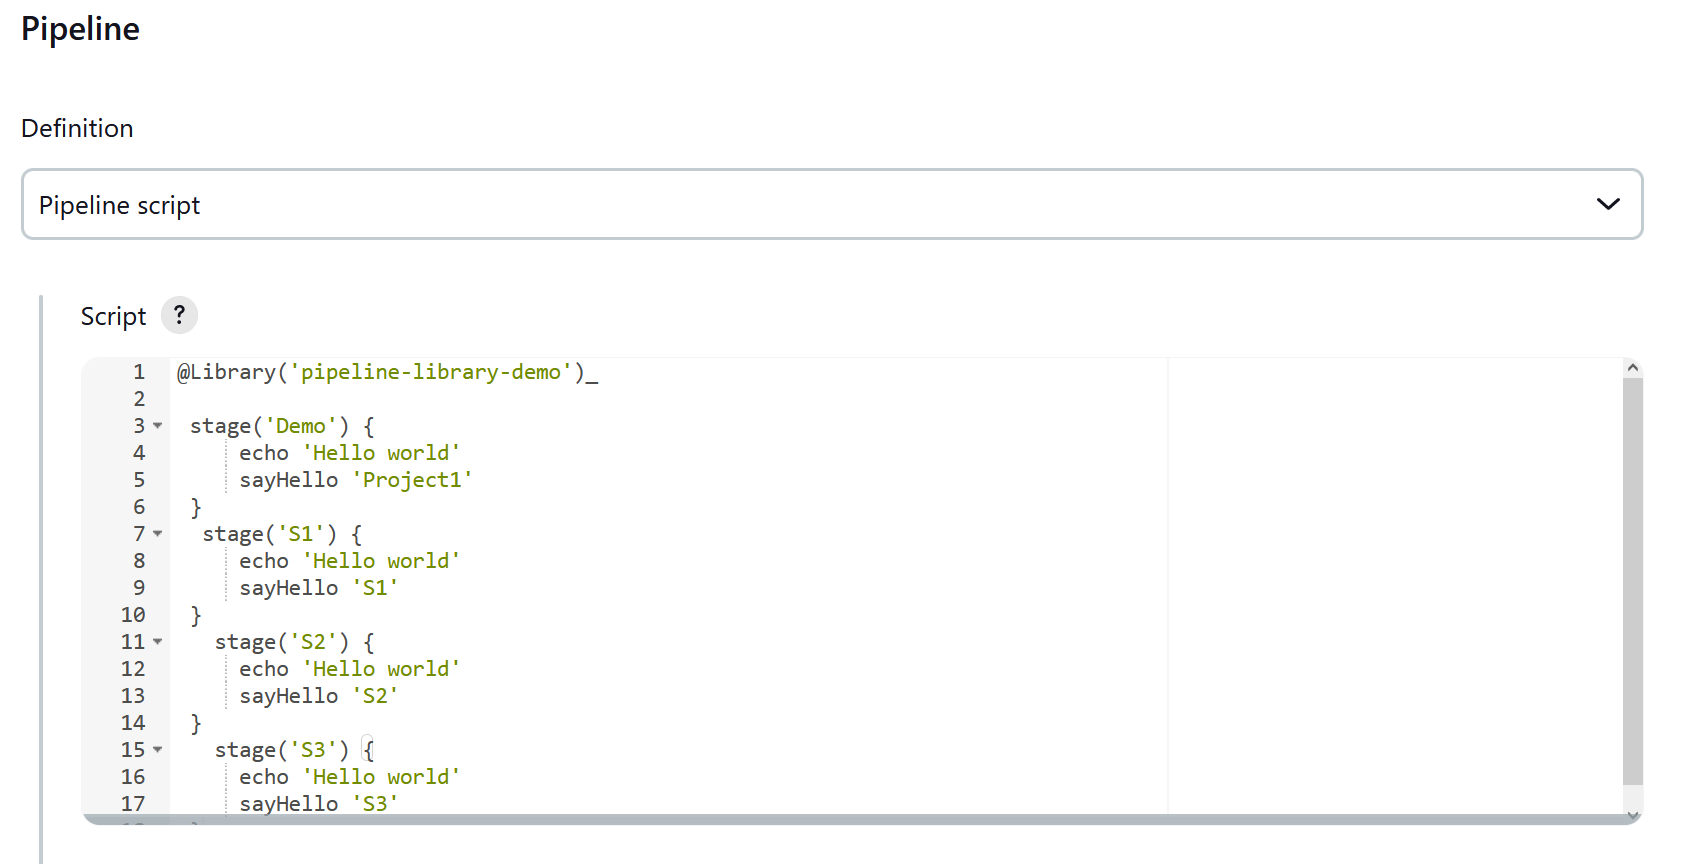 Pipeline
Definition
Pipeline script
Script ?
1 @Library('pipeline-library-demo')_
2
3 stage('Demo') {
4 echo 'Hello world'
5 sayHello 'Project1'
6 }
7 stage('S1') {
8 echo 'Hello world'
9 sayHello 'S1'
10 }
11 stage('S2') {
12 echo 'Hello world'
13 sayHello 'S2'
14 }
15 stage('S3') {
16 echo 'Hello world'
17 sayHello 'S3'